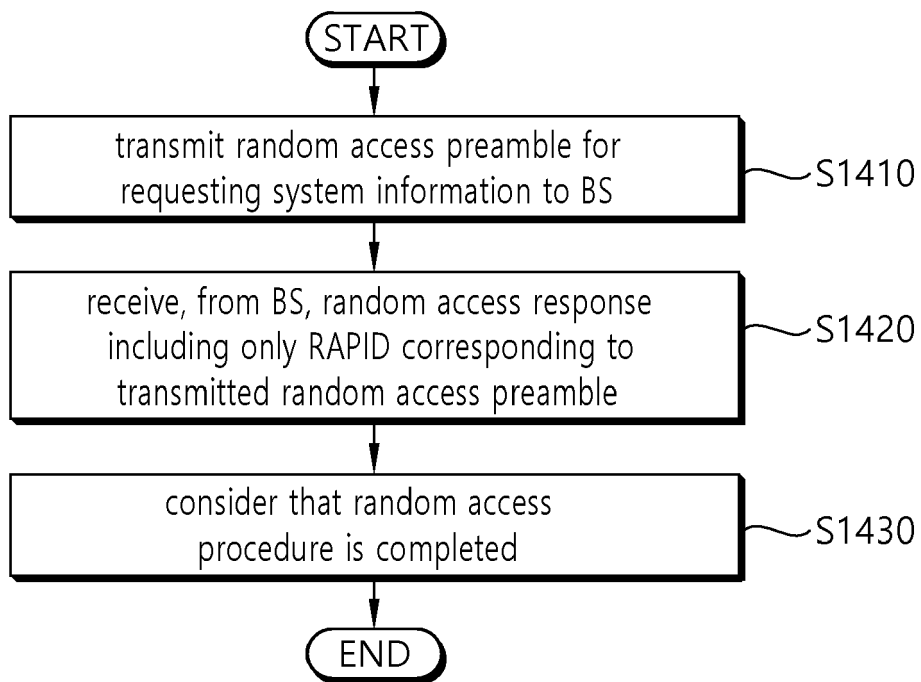 START
transmit random access preamble for
requesting system information to BS
S1410
receive, from BS, random access response
including only RAPID corresponding to
transmitted random access preamble
S1420
consider that random access
procedure is completed
S1430
END